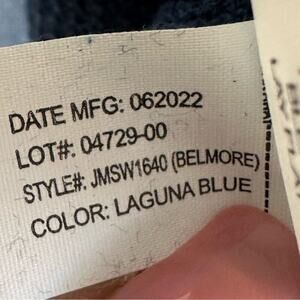 DATE MFG: 062022
LOT#: 04729-00
STYLE#: JMSW1640 (BELMORE)
COLOR: LAGUNA BLUE